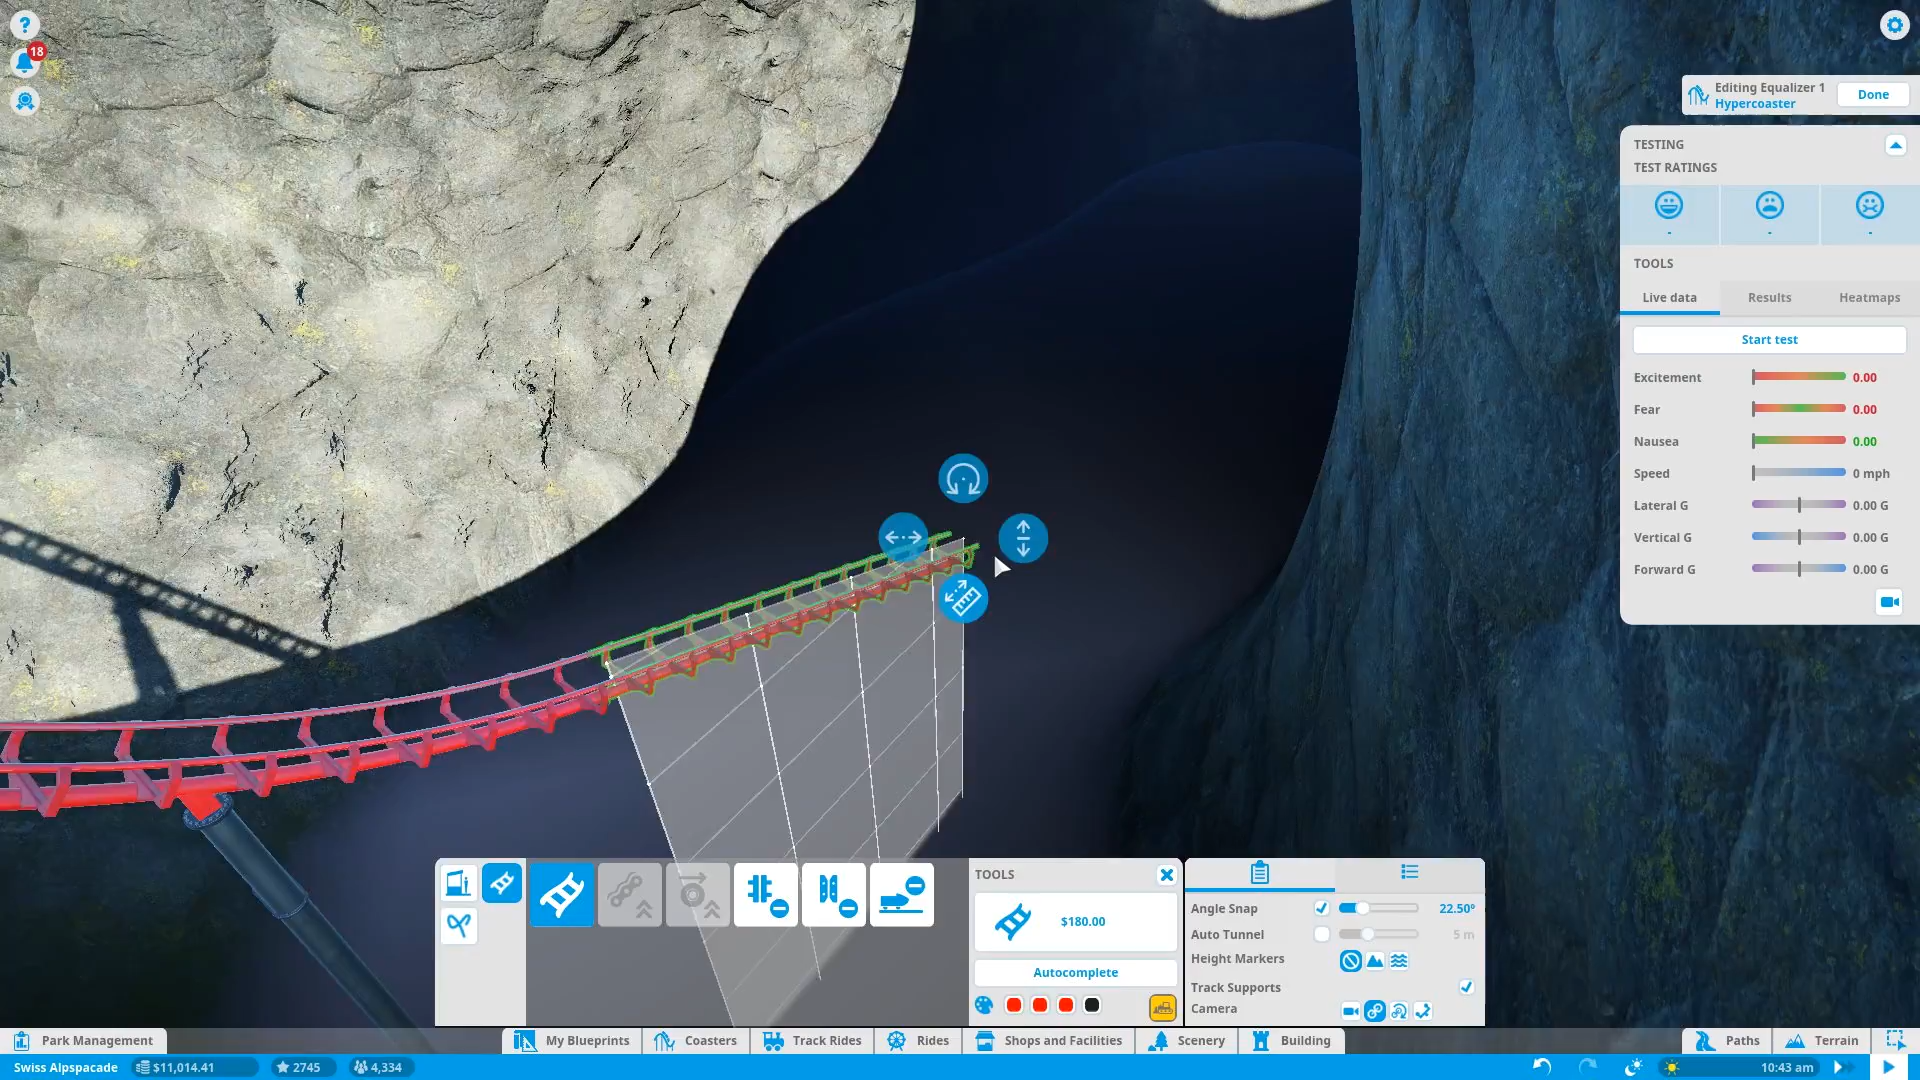 ?
18
Editing Equalizer 1
Hypercoaster
Done
TESTING
TEST RATINGS
- - -
TOOLS
Live data Results Heatmaps
Start test
Excitement 0.00
Fear 0.00
Nausea 0.00
Speed 0 mph
Lateral G 0.00 G
Vertical G 0.00 G
Forward G 0.00 G
TOOLS
$180.00
Autocomplete
Angle Snap 22.50°
Auto Tunnel 5 m
Height Markers
Track Supports
Camera
Park Management My Blueprints Coasters Track Rides Rides Shops and Facilities Scenery Building Paths Terrain
Swiss Alpspacade $11,014.41 2745 4,334 10:43 am